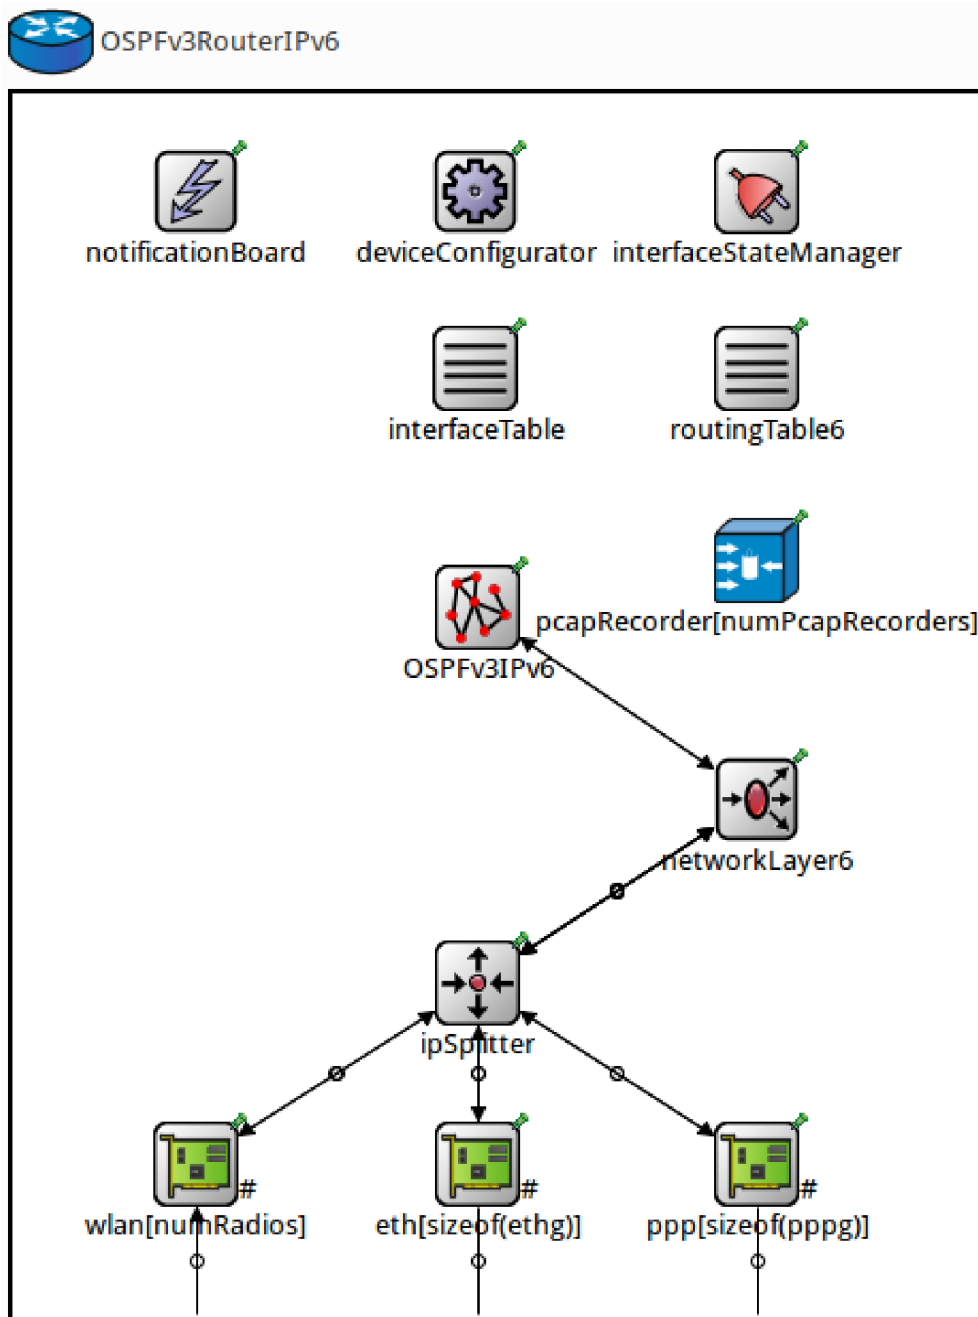 OSPFv3RouterIPv6
notificationBoard
deviceConfigurator
interfaceStateManager
interfaceTable
routingTable6
pcapRecorder[numPcapRecorders]
OSPFv3IPv6
networkLayer6
ipSplitter
wlan[numRadios]
#
eth[sizeof(ethg)]
#
ppp[sizeof(pppg)]
#